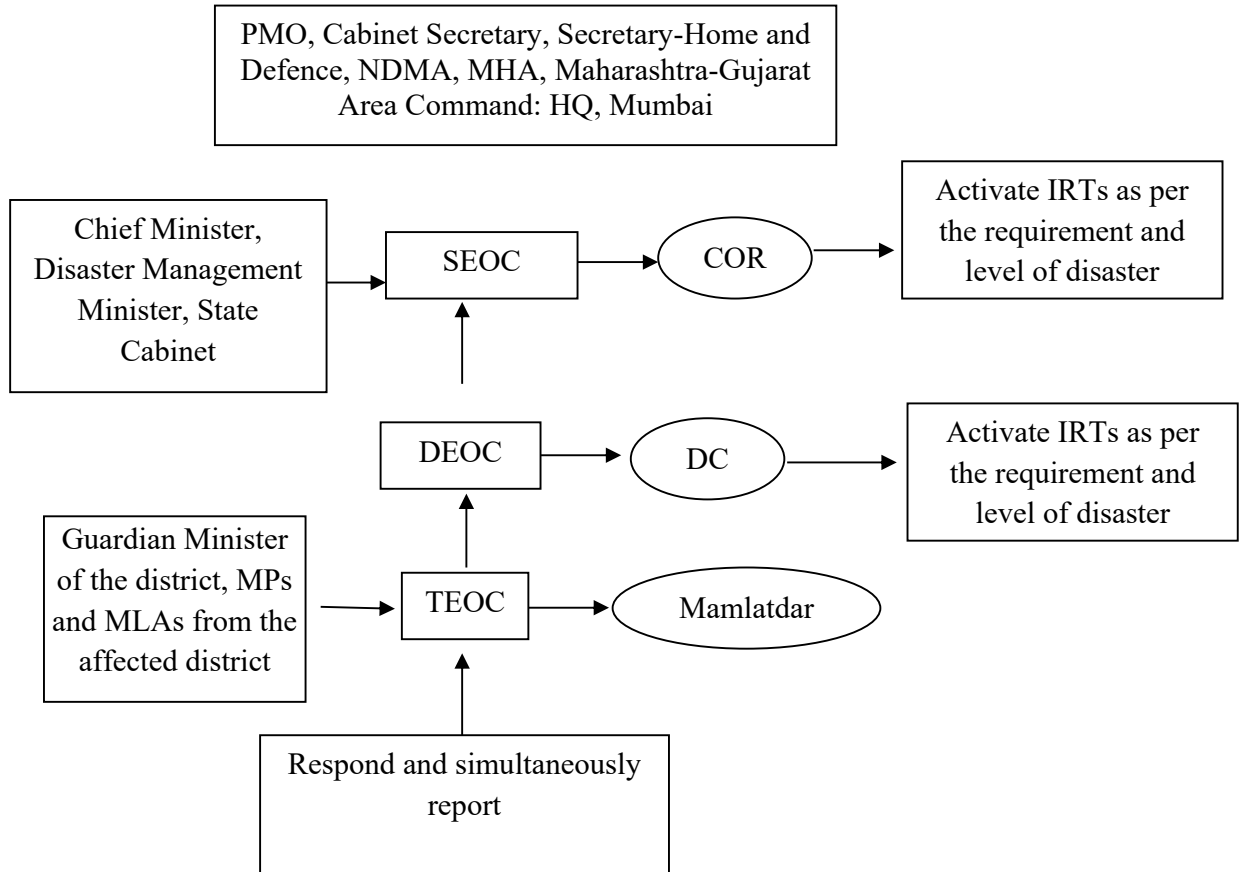 PMO, Cabinet Secretary, Secretary-Home and
Defence, NDMA, MHA, Maharashtra-Gujarat
Area Command: HQ, Mumbai
Chief Minister,
Disaster Management
Minister, State
Cabinet
SEOC
COR
Activate IRTs as per
the requirement and
level of disaster
DEOC
DC
Activate IRTs as per
the requirement and
level of disaster
Guardian Minister
of the district, MPs
and MLAs from the
affected district
TEOC
Mamlatdar
Respond and simultaneously
report